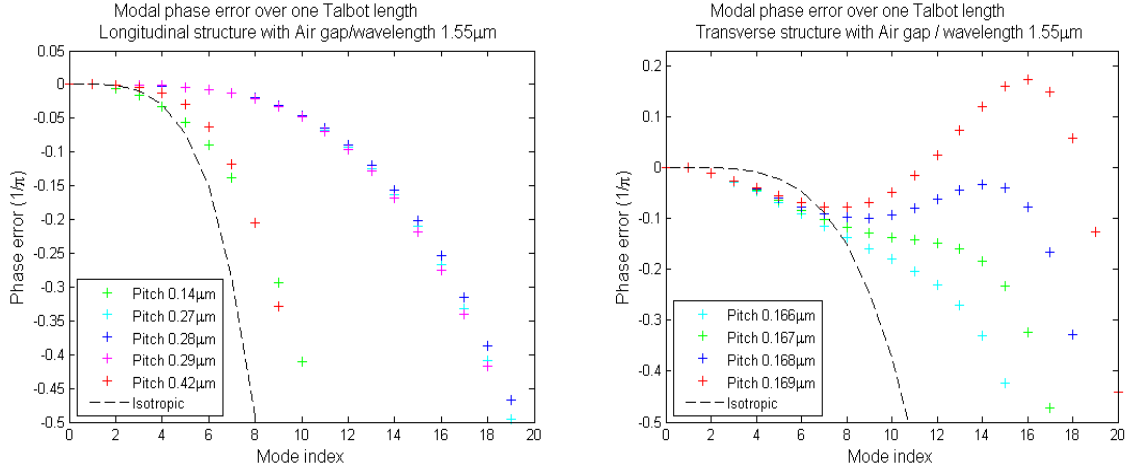 Modal phase error over one Talbot length
Longitudinal structure with Air gap/wavelength 1.55µm
0.05
0
-0.05
-0.1
-0.15
-0.2
-0.25
-0.3
-0.35
-0.4
-0.45
-0.5
Phase error (1/π)
Pitch 0.14µm
Pitch 0.27µm
Pitch 0.28µm
Pitch 0.29µm
Pitch 0.42µm
Isotropic
0 2 4 6 8 10 12 14 16 18 20
Mode index
Modal phase error over one Talbot length
Transverse structure with Air gap / wavelength 1.55µm
0.2
0.1
0
-0.1
-0.2
-0.3
-0.4
-0.5
Phase error (1/π)
Pitch 0.166µm
Pitch 0.167µm
Pitch 0.168µm
Pitch 0.169µm
Isotropic
0 2 4 6 8 10 12 14 16 18 20
Mode index